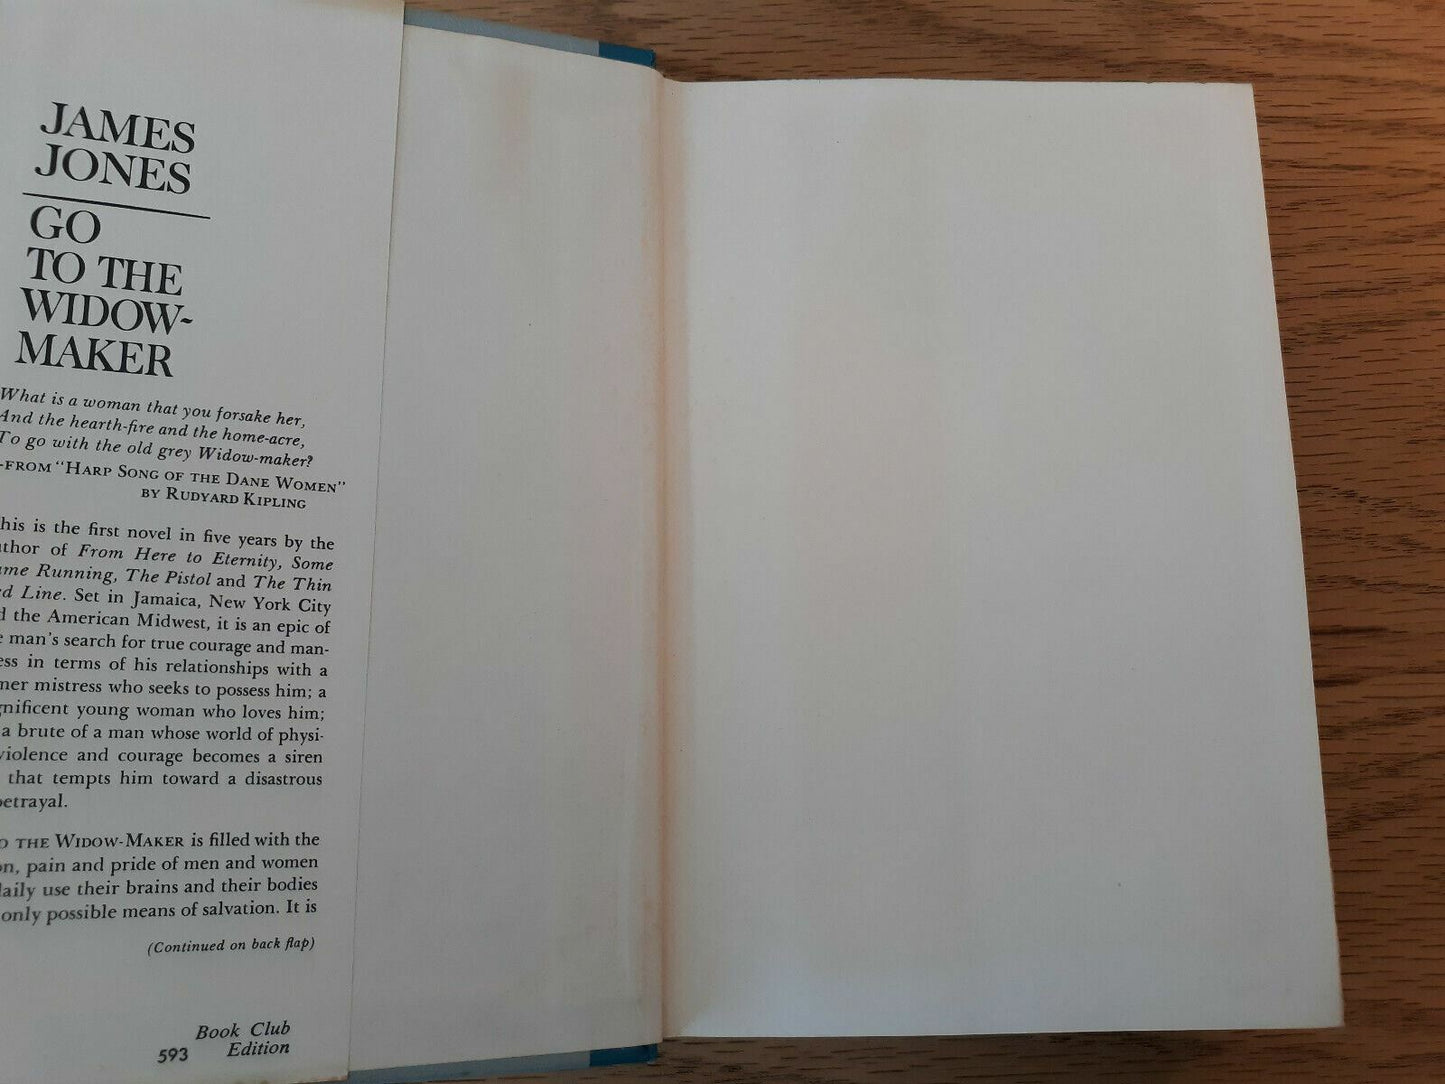 JAMES
JONES
GO
TO THE
WIDOW-
MAKER
What is a woman that you forsake her,
And the hearth-fire and the home-acre,
To go with the old grey Widow-maker?
-FROM "HARP SONG OF THE DANE WOMEN"
BY RUDYARD KIPLING
his is the first novel in five years by the
thor of From Here to Eternity, Some
me Running, The Pistol and The Thin
d Line. Set in Jamaica, New York City
d the American Midwest, it is an epic of
e man's search for true courage and man-
ess in terms of his relationships with a
mer mistress who seeks to possess him; a
gnificent young woman who loves him;
a brute of a man whose world of physi-
violence and courage becomes a siren
that tempts him toward a disastrous
betrayal.
O THE WIDOW-MAKER is filled with the
on, pain and pride of men and women
daily use their brains and their bodies
only possible means of salvation. It is
(Continued on back flap)
Book Club
Edition
593